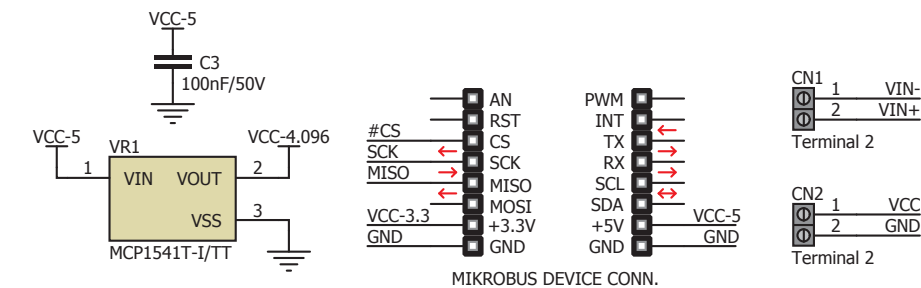 VCC-5
C3
100nF/50V
VCC-5
VR1
VCC-4.096
1
VIN
VOUT
2
VSS
3
MCP1541T-I/TT
AN
RST
#CS
CS
SCK
SCK
MISO
MISO
MOSI
VCC-3.3
+3.3V
GND
GND
PWM
INT
TX
RX
SCL
SDA
+5V
VCC-5
GND
GND
MIKROBUS DEVICE CONN.
CN1
1
VIN-
2
VIN+
Terminal 2
CN2
1
VCC
2
GND
Terminal 2